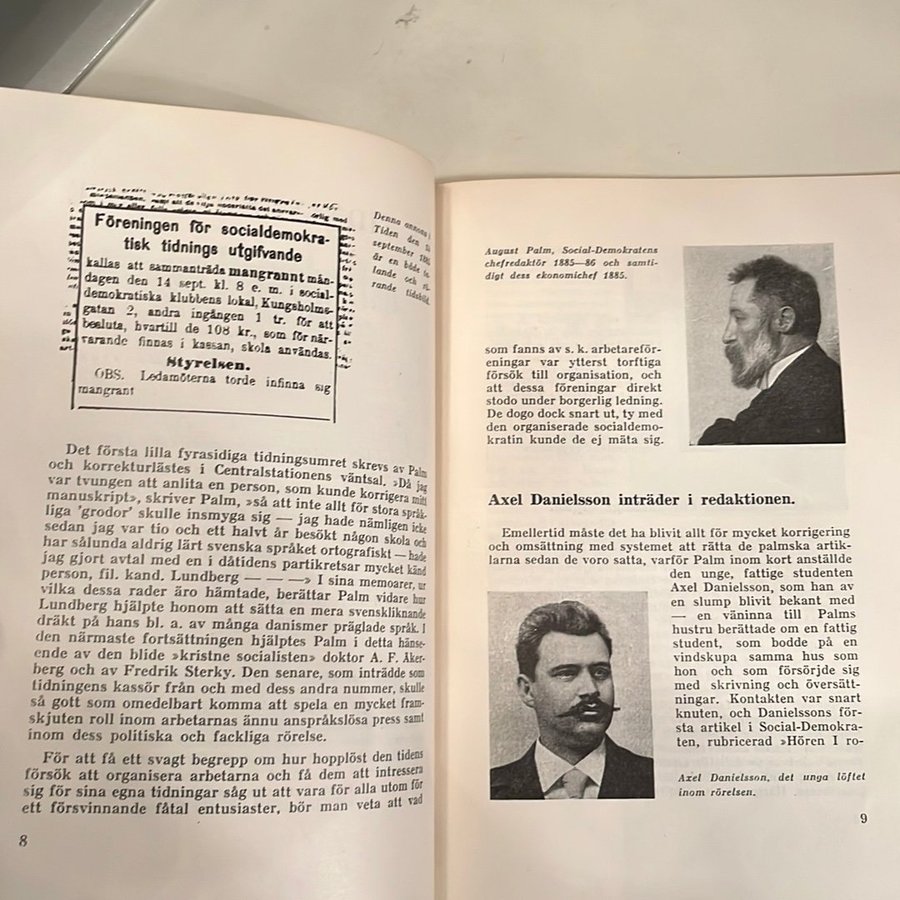 Föreningen för socialdemokra-
tisk tidnings utgifvande
kallas att sammanträda mangrannt mån-
dagen den 14 sept. kl. 8 e. m. i social-
demokratiska klubbens lokal, Kungsholms-
gatan 2, andra ingången 1 tr. för att
besluta, hvartill de 108 kr., som för när-
varande finnas i kassan, skola användas.
Styrelsen.
OBS. Ledamöterna torde infinna sig
mangrant
Denna annons i
Tiden den
september
är en både
lande och
rande tidsbild.
Det första lilla fyrasidiga tidningsumret skrevs av Palm
och korrekturlästes i Centralstationens väntsal. »Då jag
var tvungen att anlita en person, som kunde korrigera mitt
manuskript», skriver Palm, »så att inte allt för stora språk-
liga 'grodor' skulle insmyga sig — jag hade nämligen icke
sedan jag var tio och ett halvt år besökt någon skola och
har sålunda aldrig lärt svenska språket ortografiskt — hade
jag gjort avtal med en i dåtidens partikretsar mycket känd
person, fil. kand. Lundberg — — —» I sina memoarer, ur
vilka dessa rader äro hämtade, berättar Palm vidare hur
Lundberg hjälpte honom att sätta en mera svenskliknande
dräkt på hans bl. a. av många danismer präglade språk. I
den närmaste fortsättningen hjälptes Palm i detta hänse-
ende av den blide »kristne socialisten» doktor A. F. Åker-
berg och av Fredrik Sterky. Den senare, som inträdde som
tidningens kassör från och med dess andra nummer, skulle
så gott som omedelbart komma att spela en mycket fram-
skjuten roll inom arbetarnas ännu anspråkslösa press samt
inom dess politiska och fackliga rörelse.
För att få ett svagt begrepp om hur hopplöst den tidens
försök att organisera arbetarna och få dem att intressera
sig för sina egna tidningar såg ut att vara för alla utom för
ett försvinnande fåtal entusiaster, bör man veta att vad
8
August Palm, Social-Demokratens
chefredaktör 1885—86 och samti-
digt dess ekonomichef 1885.
som fanns av s. k. arbetareför-
eningar var ytterst torftiga
försök till organisation, och
att dessa föreningar direkt
stodo under borgerlig ledning.
De dogo dock snart ut, ty med
den organiserade socialdemo-
kratin kunde de ej mäta sig.
Axel Danielsson inträder i redaktionen.
Emellertid måste det ha blivit allt för mycket korrigering
och omsättning med systemet att rätta de palmska artik-
larna sedan de voro satta, varför Palm inom kort anställde
den unge, fattige studenten
Axel Danielsson, som han av
en slump blivit bekant med
— en väninna till Palms
hustru berättade om en fattig
student, som bodde på en
vindskupa samma hus som
hon och som försörjde sig
med skrivning och översätt-
ningar. Kontakten var snart
knuten, och Danielssons för-
sta artikel i Social-Demokra-
ten, rubricerad »Hören I ro-
Axel Danielsson, det unga löftet
inom rörelsen.
9